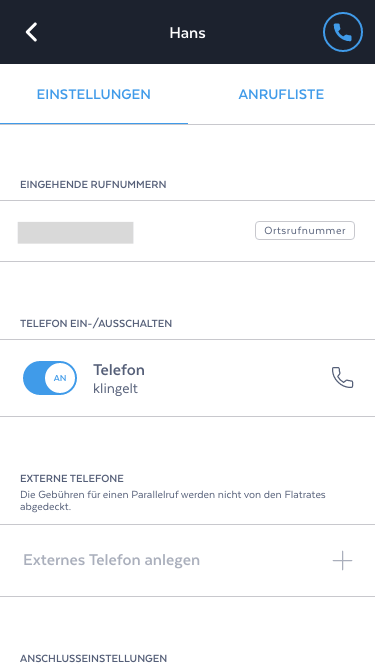 Hans
EINSTELLUNGEN
ANRUFLISTE
EINGEHENDE RUFNUMMERN
Ortsrufnummer
TELEFON EIN-/AUSSCHALTEN
AN
Telefon
klingelt
EXTERNE TELEFONE
Die Gebühren für einen Parallelruf werden nicht von den Flatrates
abgedeckt.
Externes Telefon anlegen
ANSCHLUSSEINSTELLUNGEN